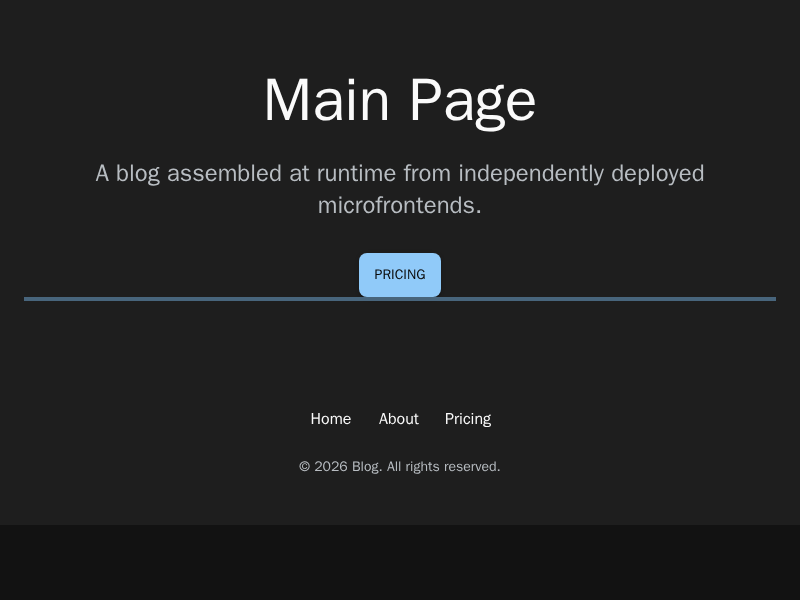 Main Page
A blog assembled at runtime from independently deployed
microfrontends.
PRICING
Home About Pricing
© 2026 Blog. All rights reserved.